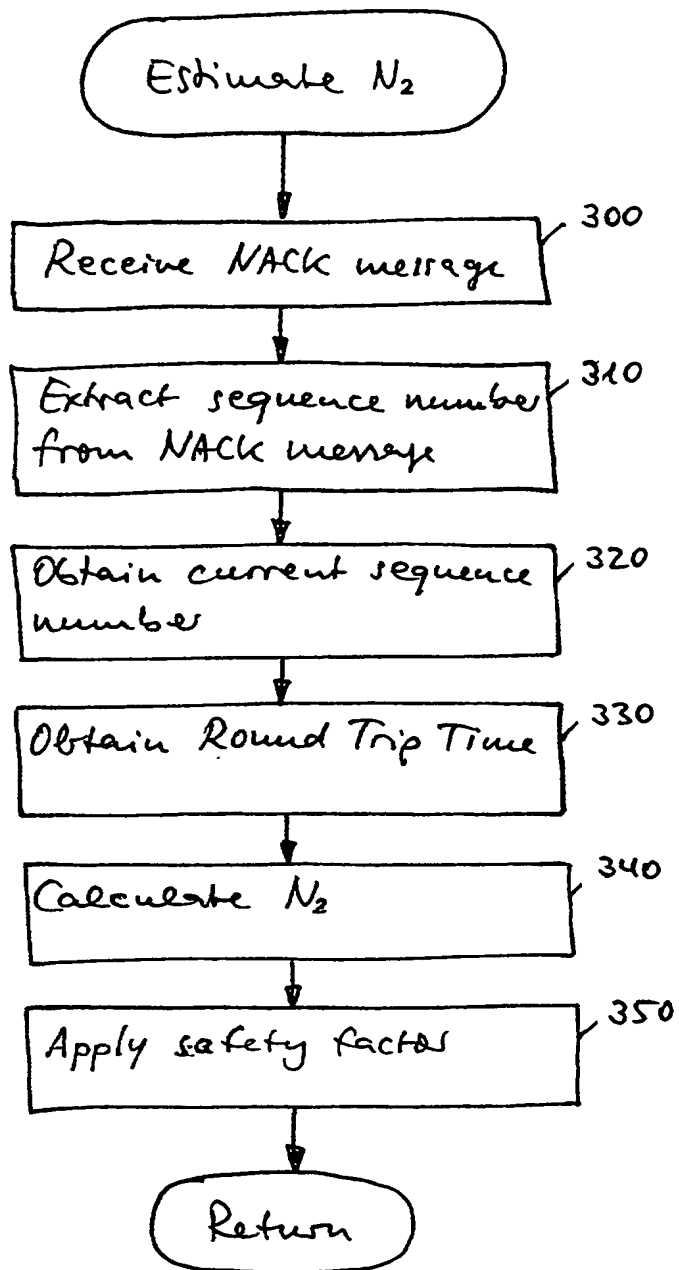 Estimate N₂
300
Receive NACK message
310
Extract sequence number
from NACK message
320
Obtain current sequence
number
330
Obtain Round Trip Time
340
Calculate N₂
350
Apply safety factor
Return